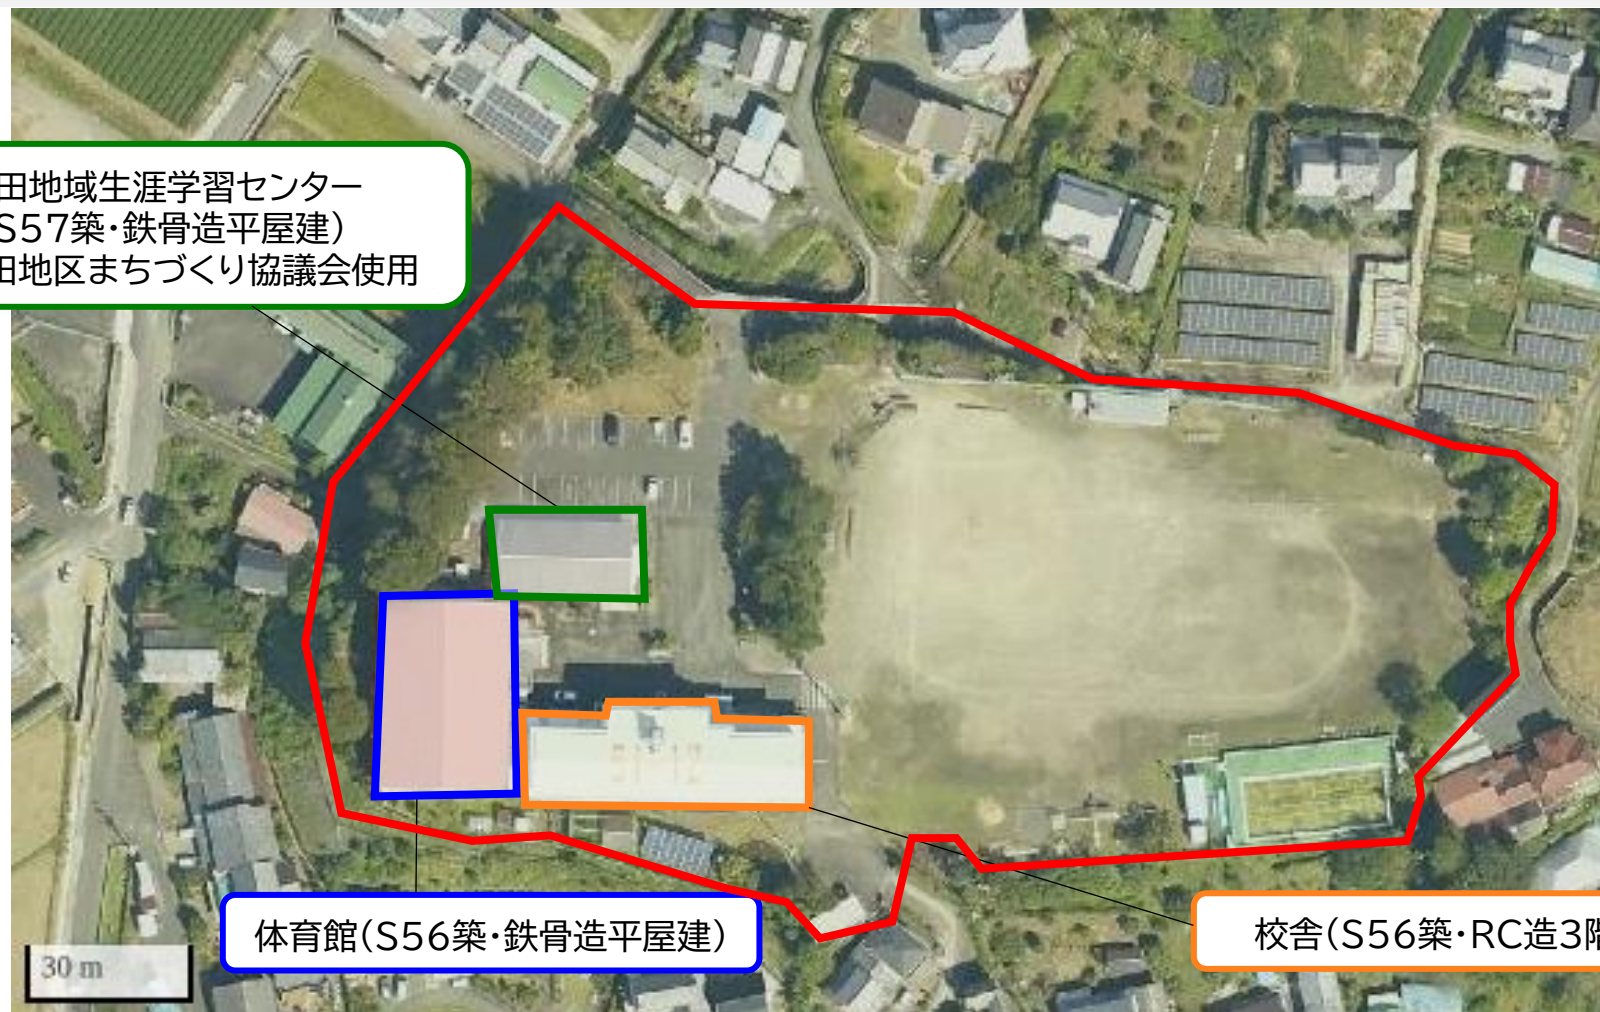 田地域生涯学習センター
S57築・鉄骨造平屋建）
田地区まちづくり協議会使用
体育館（S56築・鉄骨造平屋建）
校舎（S56築・RC造3階
30 m